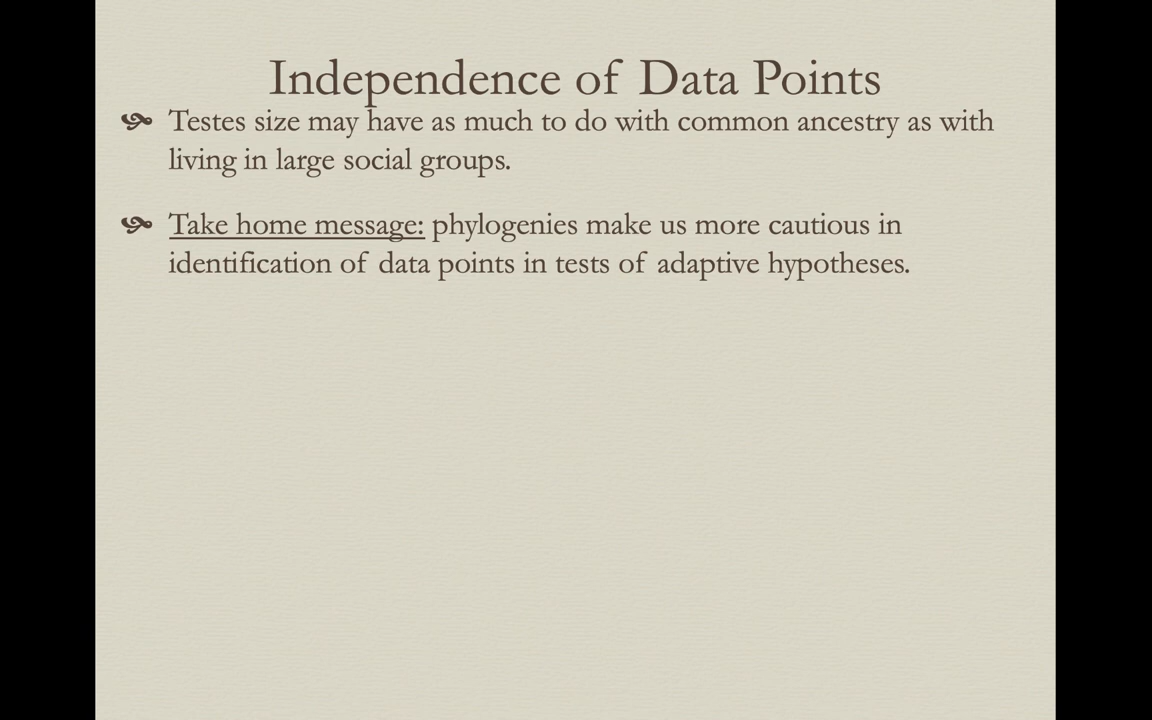 Independence of Data Points
Testes size may have as much to do with common ancestry as with
living in large social groups.
Take home message: phylogenies make us more cautious in
identification of data points in tests of adaptive hypotheses.